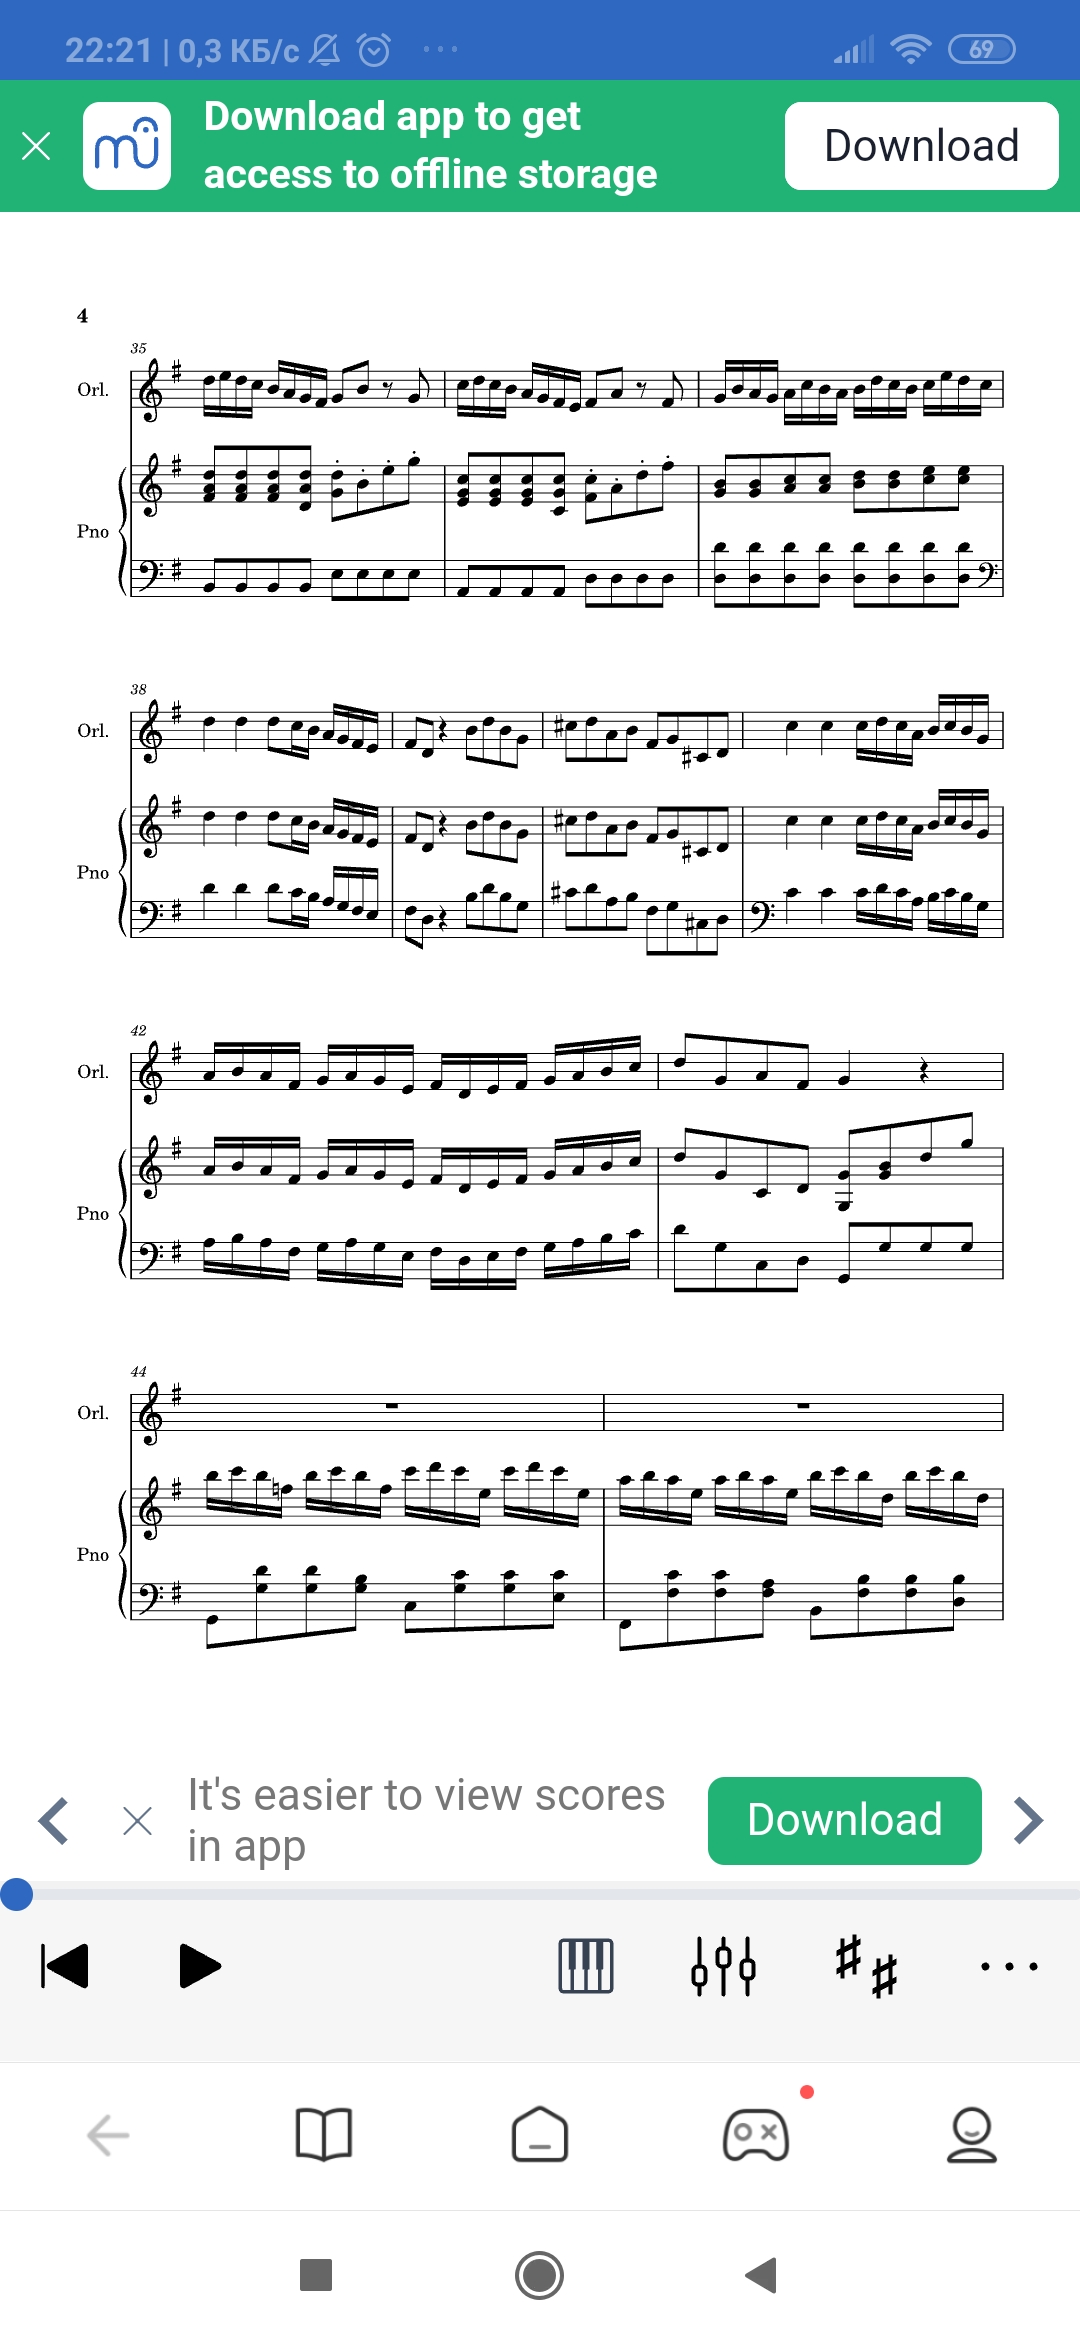 22:21 | 0,3 КБ/с ...
69
Download app to get
access to offline storage
Download
4
35
Orl.
Pno
38
Orl.
Pno
42
Orl.
Pno
44
Orl.
Pno
It's easier to view scores
in app
Download